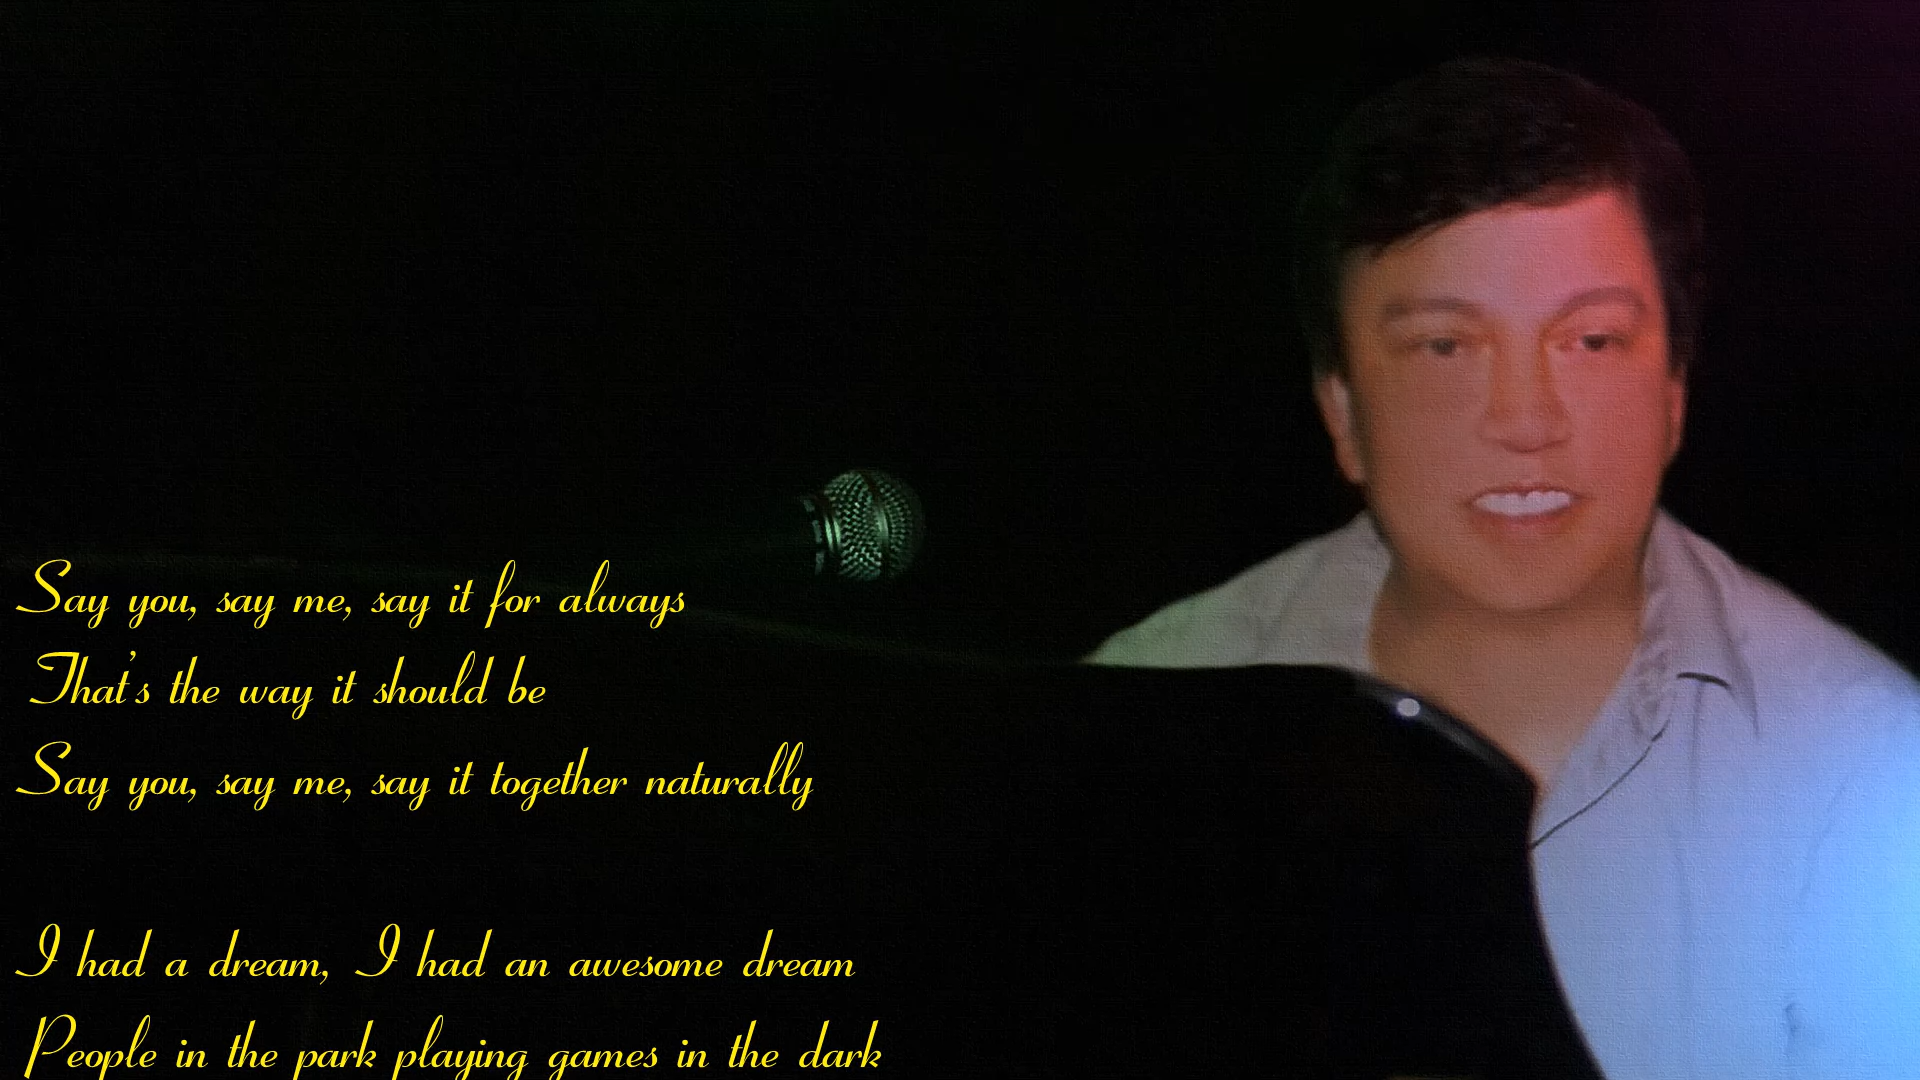 Say you, say me, say it for always
That's the way it should be
Say you, say me, say it together naturally
I had a dream, I had an awesome dream
People in the park playing games in the dark